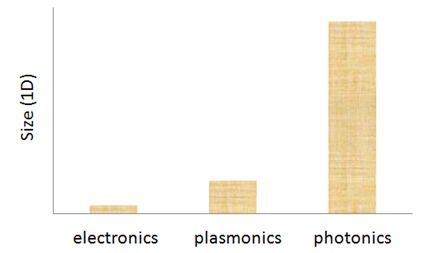 Size (1D)
electronics
plasmonics
photonics